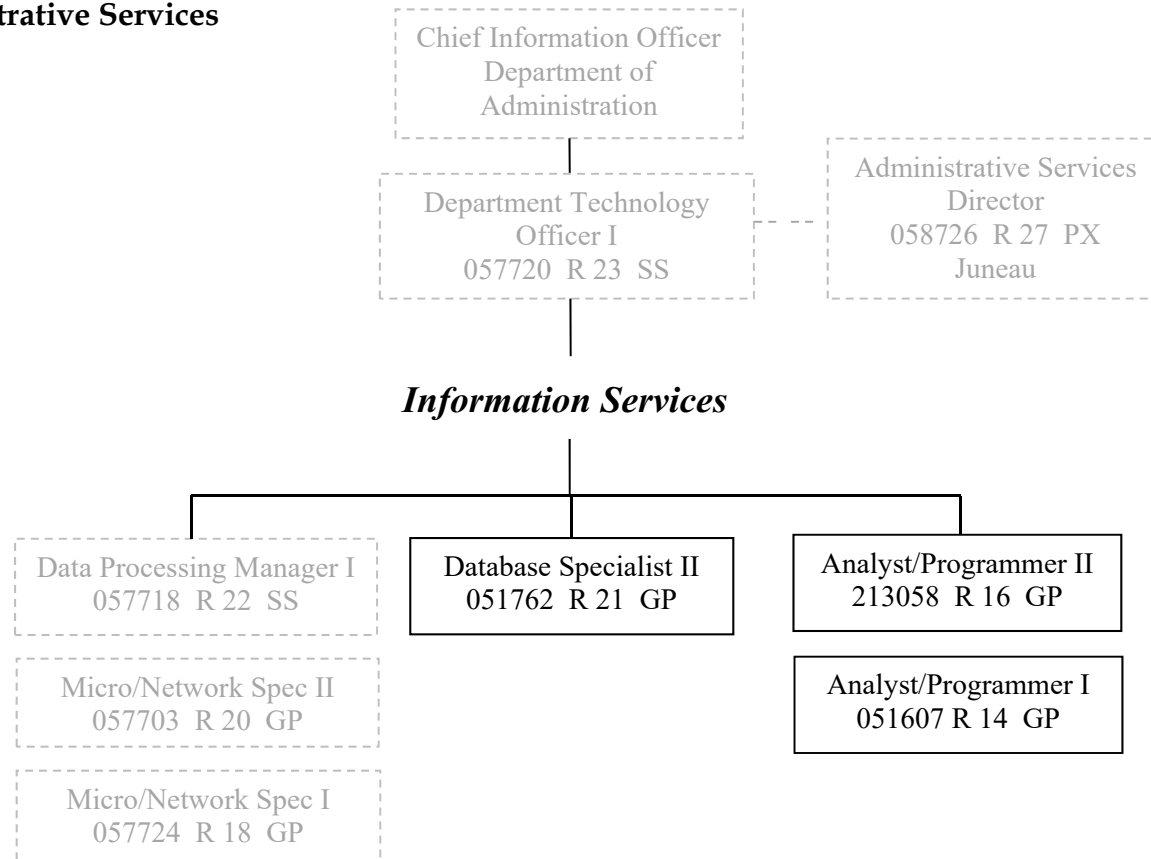 trative Services
Chief Information Officer
Department of
Administration
Department Technology
Officer I
057720 R 23 SS
Administrative Services
Director
058726 R 27 PX
Juneau
Information Services
Data Processing Manager I
057718 R 22 SS
Database Specialist II
051762 R 21 GP
Analyst/Programmer II
213058 R 16 GP
Micro/Network Spec II
057703 R 20 GP
Analyst/Programmer I
051607 R 14 GP
Micro/Network Spec I
057724 R 18 GP